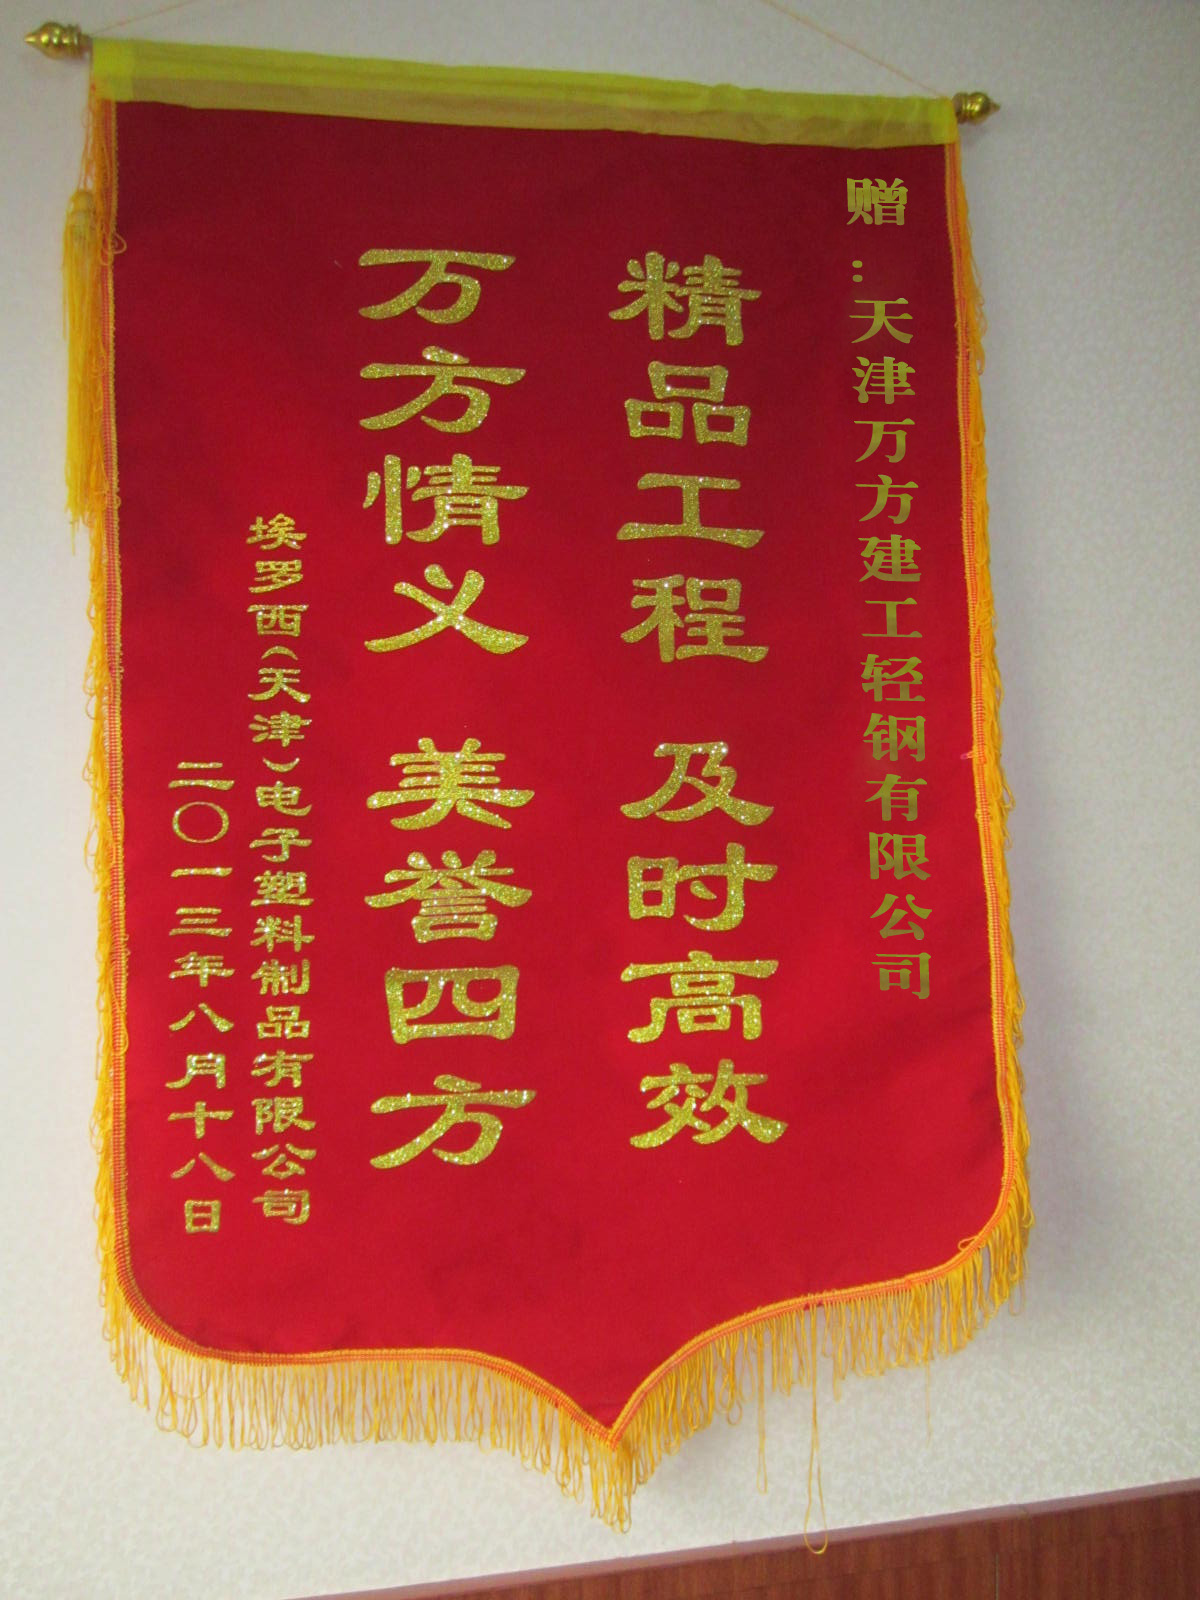 赠：天津万方建工轻钢有限公司
精品工程 及时高效
万方情义 美誉四方
埃罗西（天津）电子塑料制品有限公司
二〇一三年八月十八日